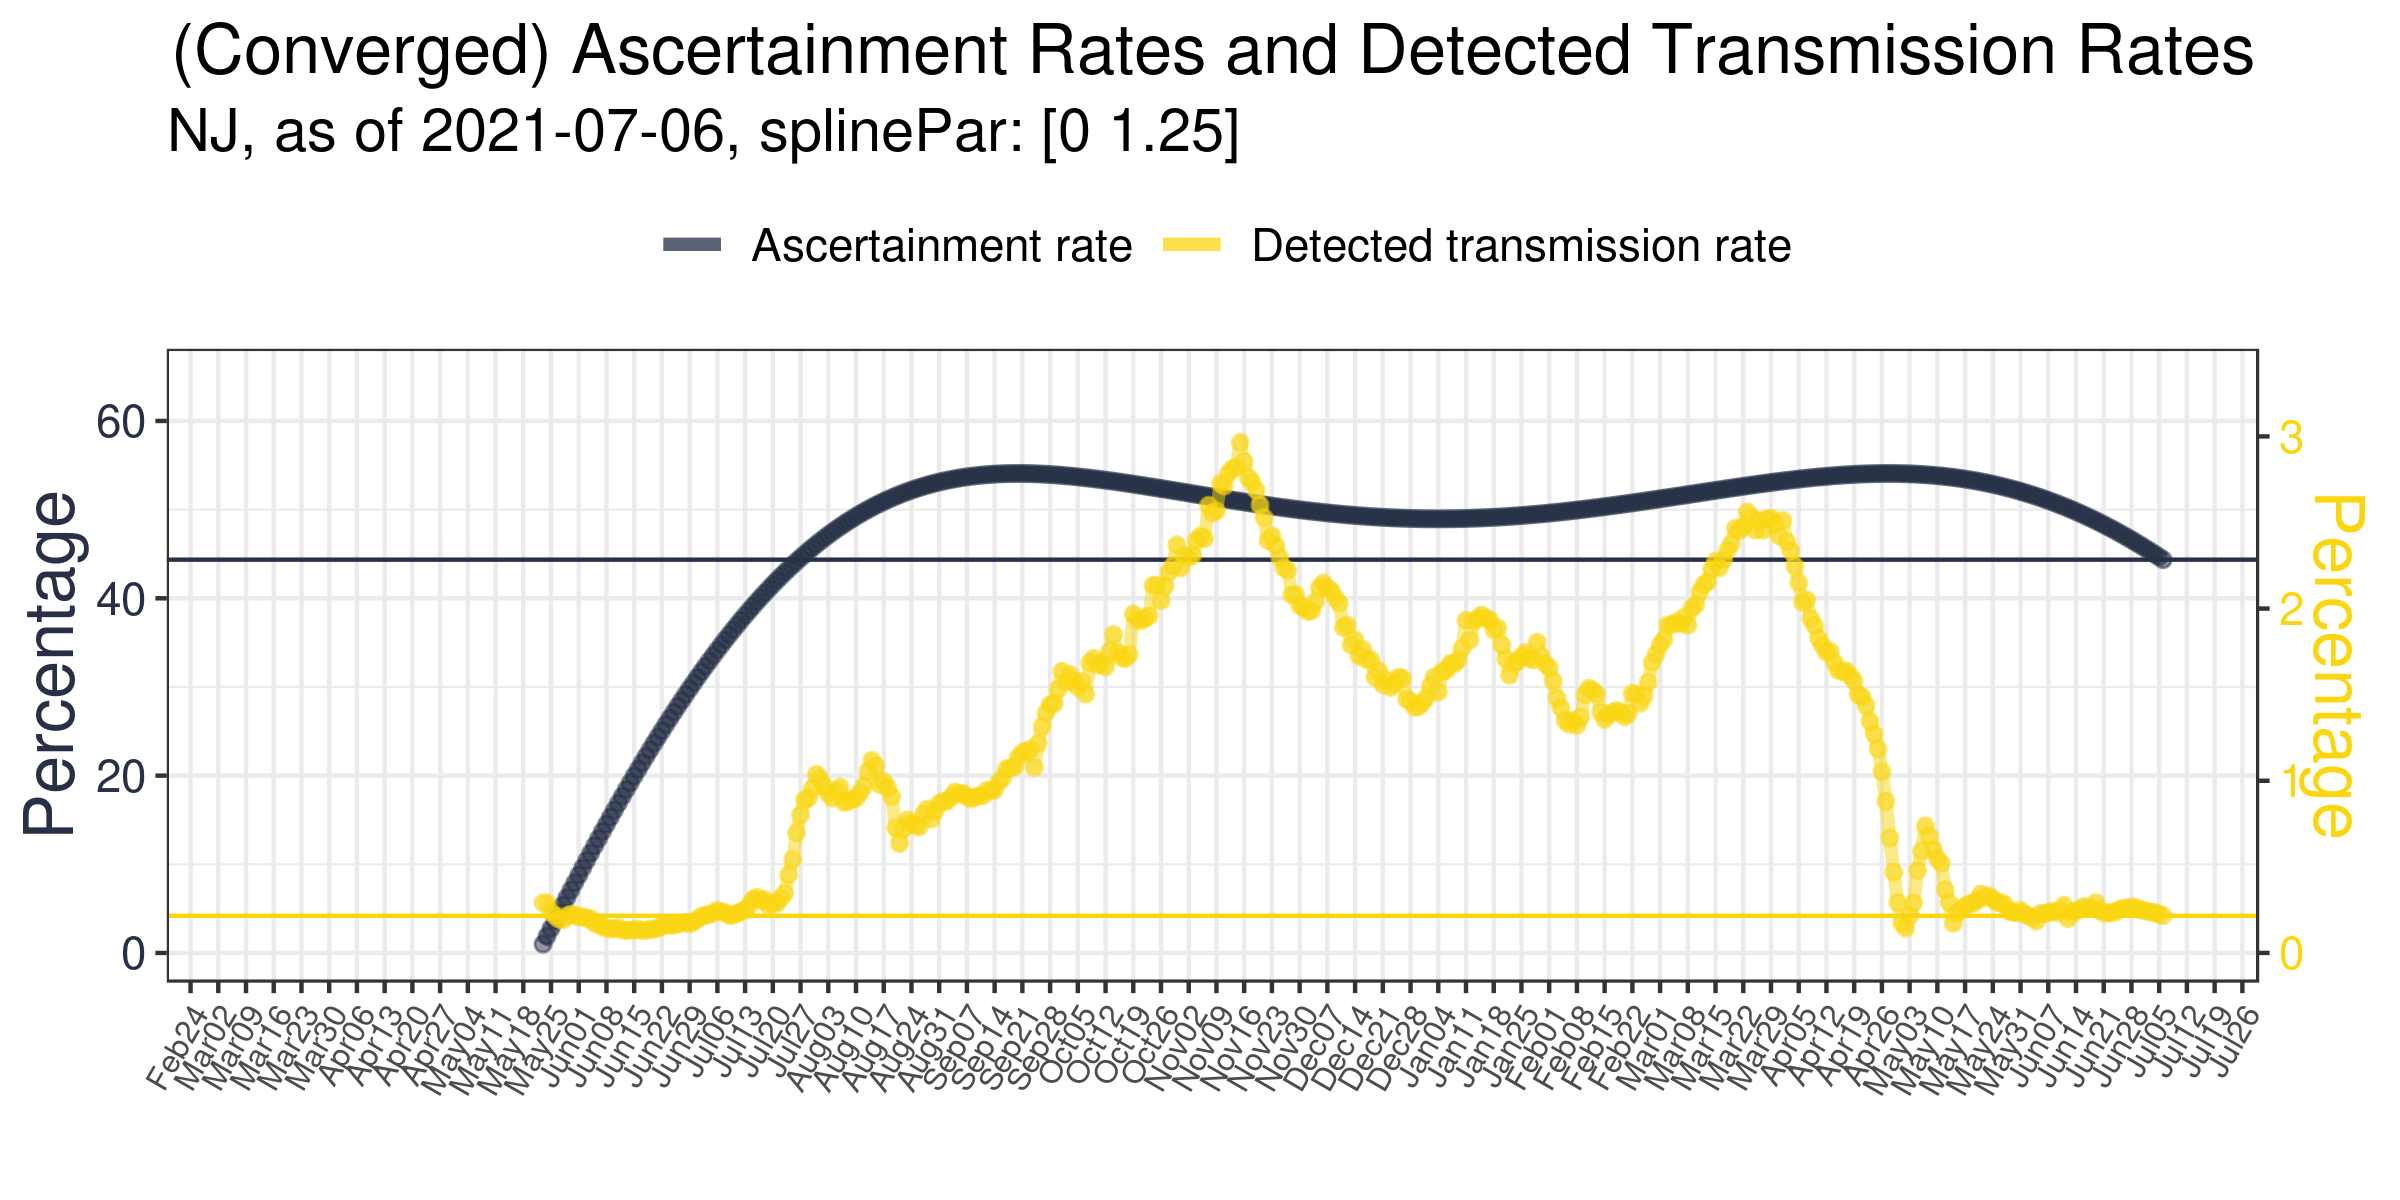 (Converged) Ascertainment Rates and Detected Transmission Rates
NJ, as of 2021-07-06, splinePar: [0 1.25]
Ascertainment rate
Detected transmission rate
Percentage
60
40
20
0
3
2
1
0
Percentage
Feb24
Mar02
Mar09
Mar16
Mar23
Mar30
Apr06
Apr13
Apr20
Apr27
May04
May11
May18
May25
Jun01
Jun08
Jun15
Jun22
Jun29
Jul06
Jul13
Jul20
Jul27
Aug03
Aug10
Aug17
Aug24
Aug31
Sep07
Sep14
Sep21
Sep28
Oct05
Oct12
Oct19
Oct26
Nov02
Nov09
Nov16
Nov23
Nov30
Dec07
Dec14
Dec21
Dec28
Jan04
Jan11
Jan18
Jan25
Feb01
Feb08
Feb15
Feb22
Mar01
Mar08
Mar15
Mar22
Mar29
Apr05
Apr12
Apr19
Apr26
May03
May10
May17
May24
May31
Jun07
Jun14
Jun21
Jun28
Jul05
Jul12
Jul19
Jul26